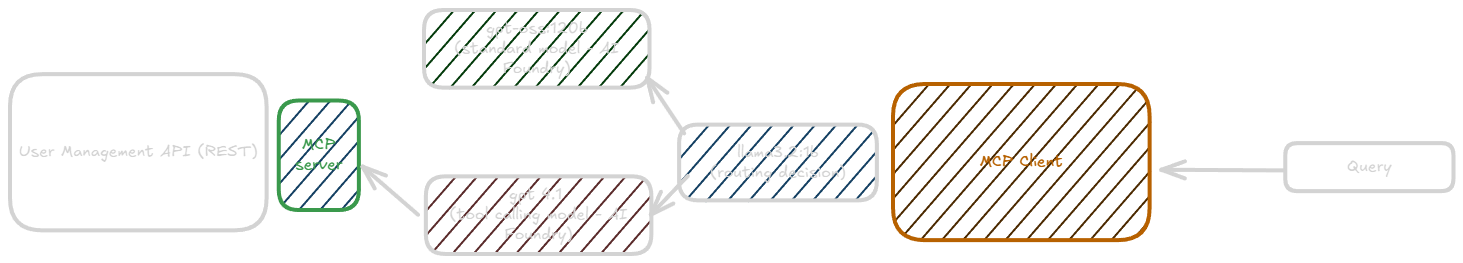 gpt-oss:120b
(standard model - AI
Foundry)
User Management API (REST)
MCP
server
llama3.2:1b
(routing decision)
MCP Client
Query
gpt 4.1
(tool calling model - AI
Foundry)